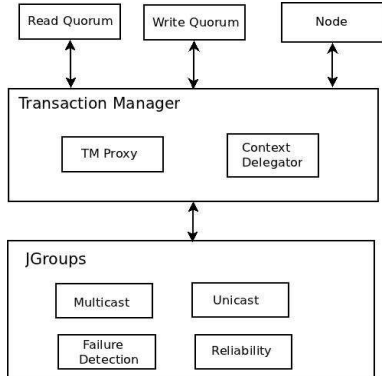 Read Quorum
Write Quorum
Node
Transaction Manager
TM Proxy
Context
Delegator
JGroups
Multicast
Unicast
Failure
Detection
Reliability